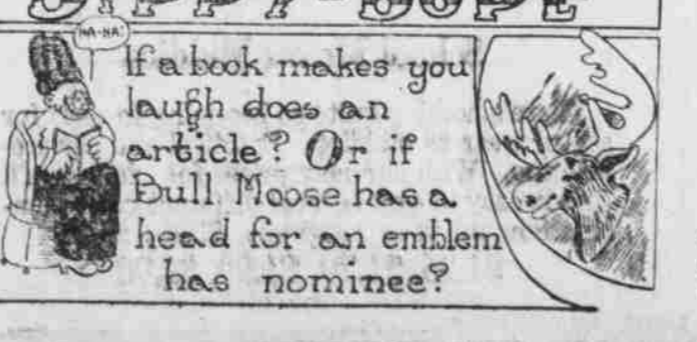 HA-HA!
If a book makes you
laugh does an
article? Or if
Bull Moose has a
head for an emblem
has nominee?